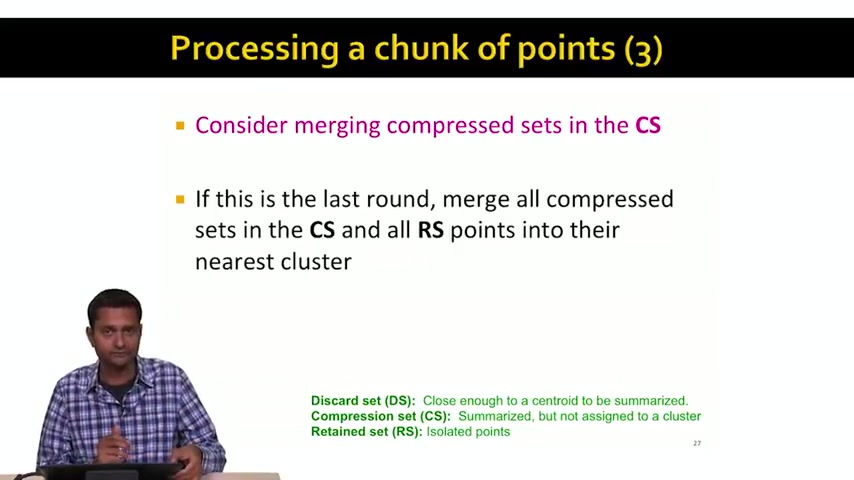 Processing a chunk of points (3)
Consider merging compressed sets in the CS
If this is the last round, merge all compressed
sets in the CS and all RS points into their
nearest cluster
Discard set (DS): Close enough to a centroid to be summarized.
Compression set (CS): Summarized, but not assigned to a cluster
Retained set (RS): Isolated points
27